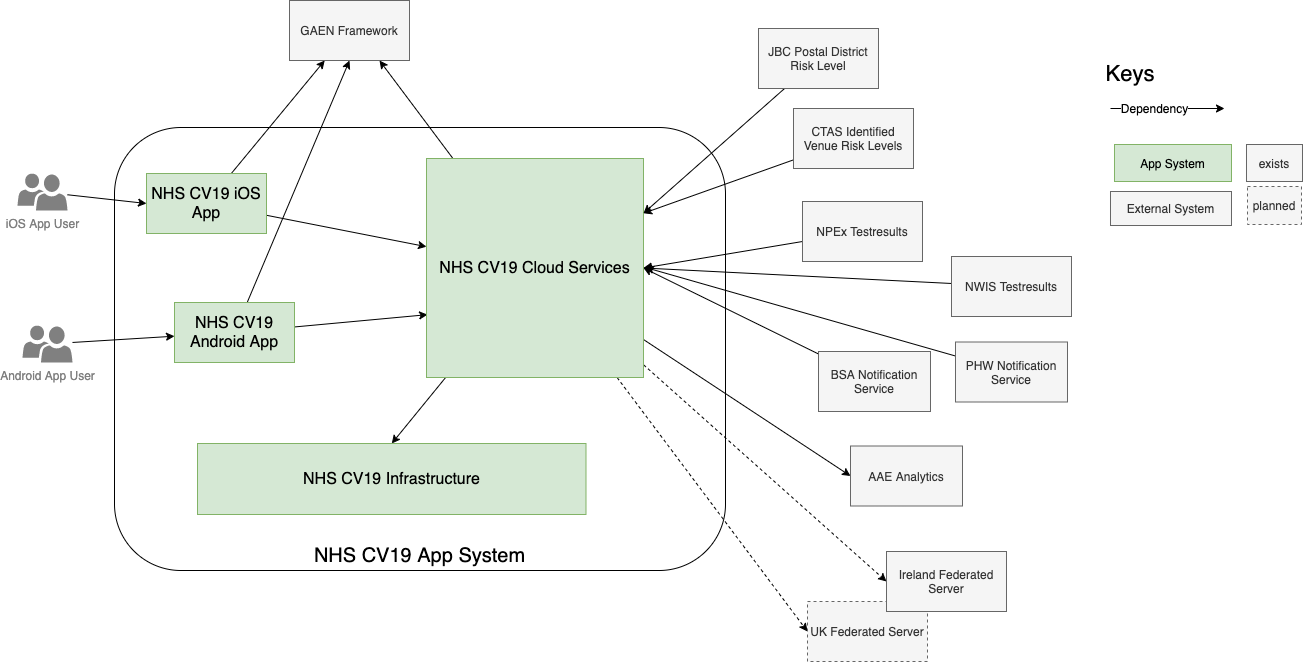 GAEN Framework
JBC Postal District
Risk Level
Keys
Dependency
CTAS Identified
Venue Risk Levels
App System
exists
External System
planned
iOS App User
NHS CV19 iOS
App
NHS CV19 Cloud Services
NPEx Testresults
NWIS Testresults
Android App User
NHS CV19
Android App
BSA Notification
Service
PHW Notification
Service
NHS CV19 Infrastructure
AAE Analytics
NHS CV19 App System
Ireland Federated
Server
UK Federated Server